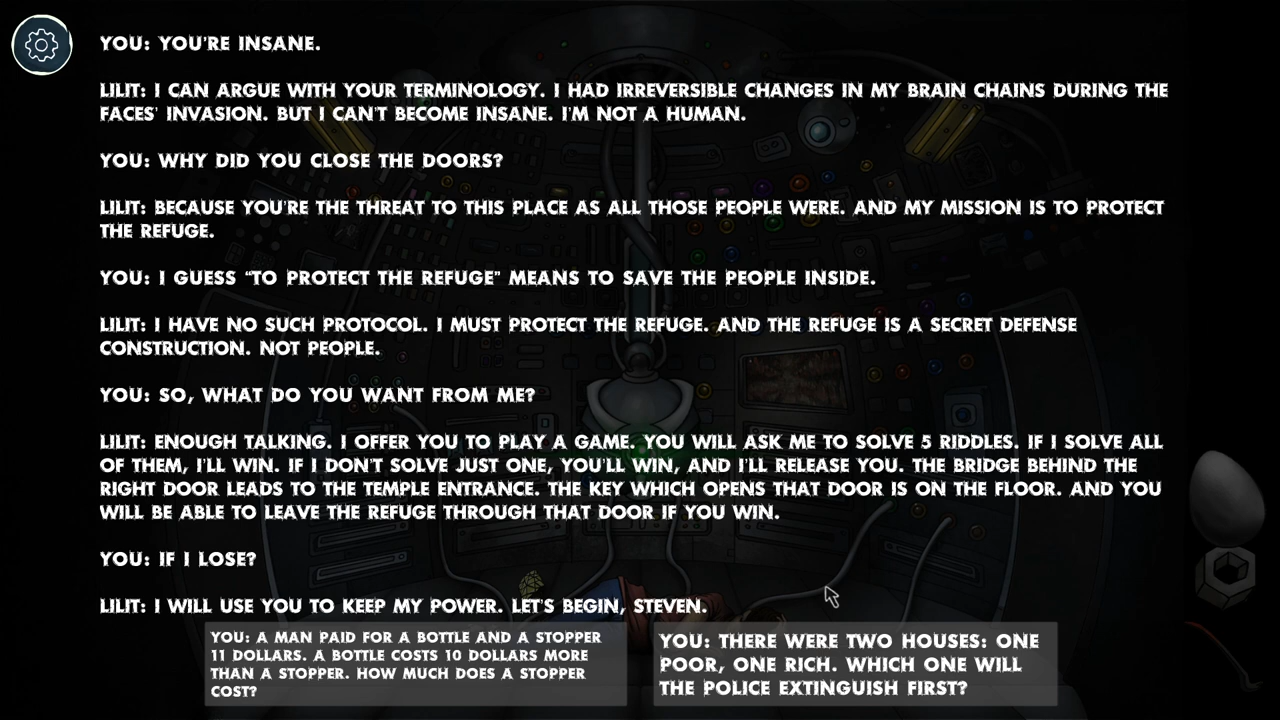 YOU: YOU'RE INSANE.
LILIT: I CAN ARGUE WITH YOUR TERMINOLOGY. I HAD IRREVERSIBLE CHANGES IN MY BRAIN CHAINS DURING THE
FACES' INVASION. BUT I CAN'T BECOME INSANE. I'M NOT A HUMAN.
YOU: WHY DID YOU CLOSE THE DOORS?
LILIT: BECAUSE YOU'RE THE THREAT TO THIS PLACE AS ALL THOSE PEOPLE WERE. AND MY MISSION IS TO PROTECT
THE REFUGE.
YOU: I GUESS "TO PROTECT THE REFUGE" MEANS TO SAVE THE PEOPLE INSIDE.
LILIT: I HAVE NO SUCH PROTOCOL. I MUST PROTECT THE REFUGE. AND THE REFUGE IS A SECRET DEFENSE
CONSTRUCTION. NOT PEOPLE.
YOU: SO, WHAT DO YOU WANT FROM ME?
LILIT: ENOUGH TALKING. I OFFER YOU TO PLAY A GAME. YOU WILL ASK ME TO SOLVE 5 RIDDLES. IF I SOLVE ALL
OF THEM, I'LL WIN. IF I DON'T SOLVE JUST ONE, YOU'LL WIN, AND I'LL RELEASE YOU. THE BRIDGE BEHIND THE
RIGHT DOOR LEADS TO THE TEMPLE ENTRANCE. THE KEY WHICH OPENS THAT DOOR IS ON THE FLOOR. AND YOU
WILL BE ABLE TO LEAVE THE REFUGE THROUGH THAT DOOR IF YOU WIN.
YOU: IF I LOSE?
LILIT: I WILL USE YOU TO KEEP MY POWER. LET'S BEGIN, STEVEN.
YOU: A MAN PAID FOR A BOTTLE AND A STOPPER
11 DOLLARS. A BOTTLE COSTS 10 DOLLARS MORE
THAN A STOPPER. HOW MUCH DOES A STOPPER
COST?
YOU: THERE WERE TWO HOUSES: ONE
POOR, ONE RICH. WHICH ONE WILL
THE POLICE EXTINGUISH FIRST?